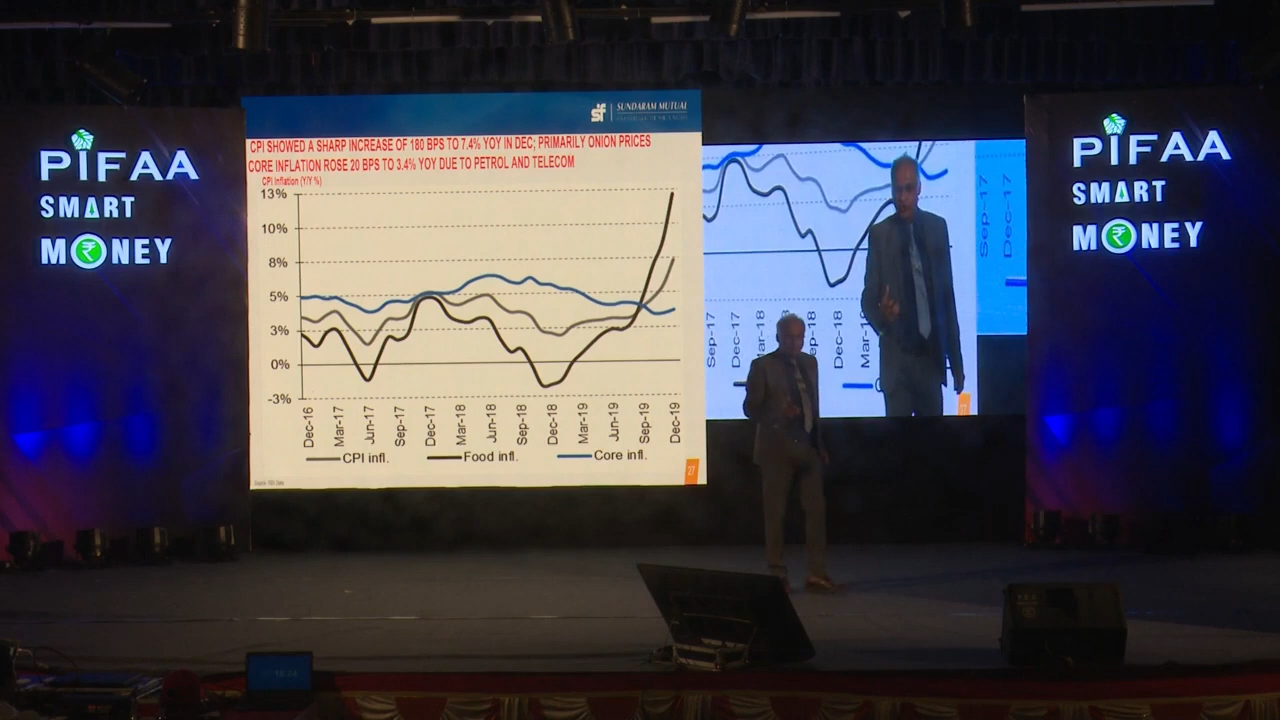 PIFAA
SMART
MONEY
SUNDARAM MUTUAL
CPI SHOWED A SHARP INCREASE OF 180 BPS TO 7.4% YOY IN DEC; PRIMARILY ONION PRICES
CORE INFLATION ROSE 20 BPS TO 3.4% YOY DUE TO PETROL AND TELECOM
CPI Inflation (Y/Y %)
13%
10%
8%
5%
3%
0%
-3%
Dec-16
Mar-17
Jun-17
Sep-17
Dec-17
Mar-18
Jun-18
Sep-18
Dec-18
Mar-19
Jun-19
Sep-19
Dec-19
CPI infl.
Food infl.
Core infl.
27
Sep-17
Dec-17
Mar-18
ep-18
Dec-18
Mar-1
Sep-17
Dec-17
PIFAA
SMART
MONEY